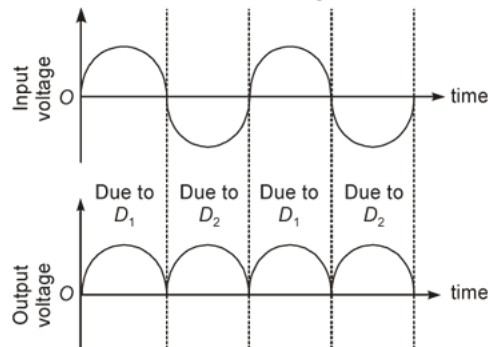 Input voltage
O
time
Due to Due to Due to Due to
D1 D2 D1 D2
Output voltage
O
time